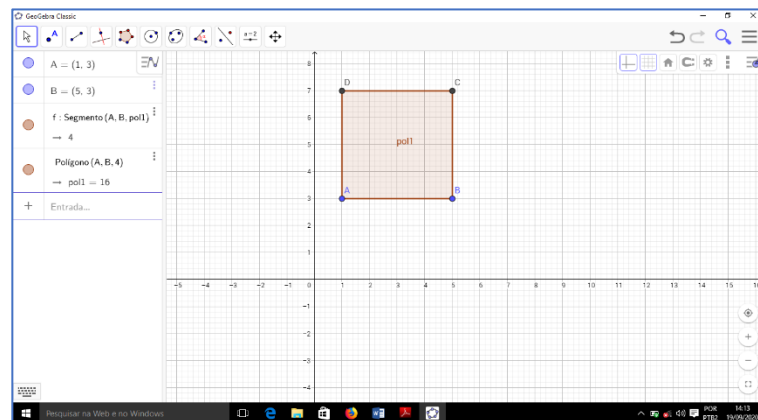 GeoGebra Classic
a=2
A = (1, 3)
B = (5, 3)
f : Segmento (A, B, pol1)
→ 4
Polígono (A, B, 4)
→ pol1 = 16
+ Entrada...
8
7
6
5
4
3
2
1
0
−1
−2
−3
−4
−5 −4 −3 −2 −1 0 1 2 3 4 5 6 7 8 9 10 11 12 13 14 15 16
D C
pol1
A B
Pesquisar na Web e no Windows
POR
PTB2
14:13